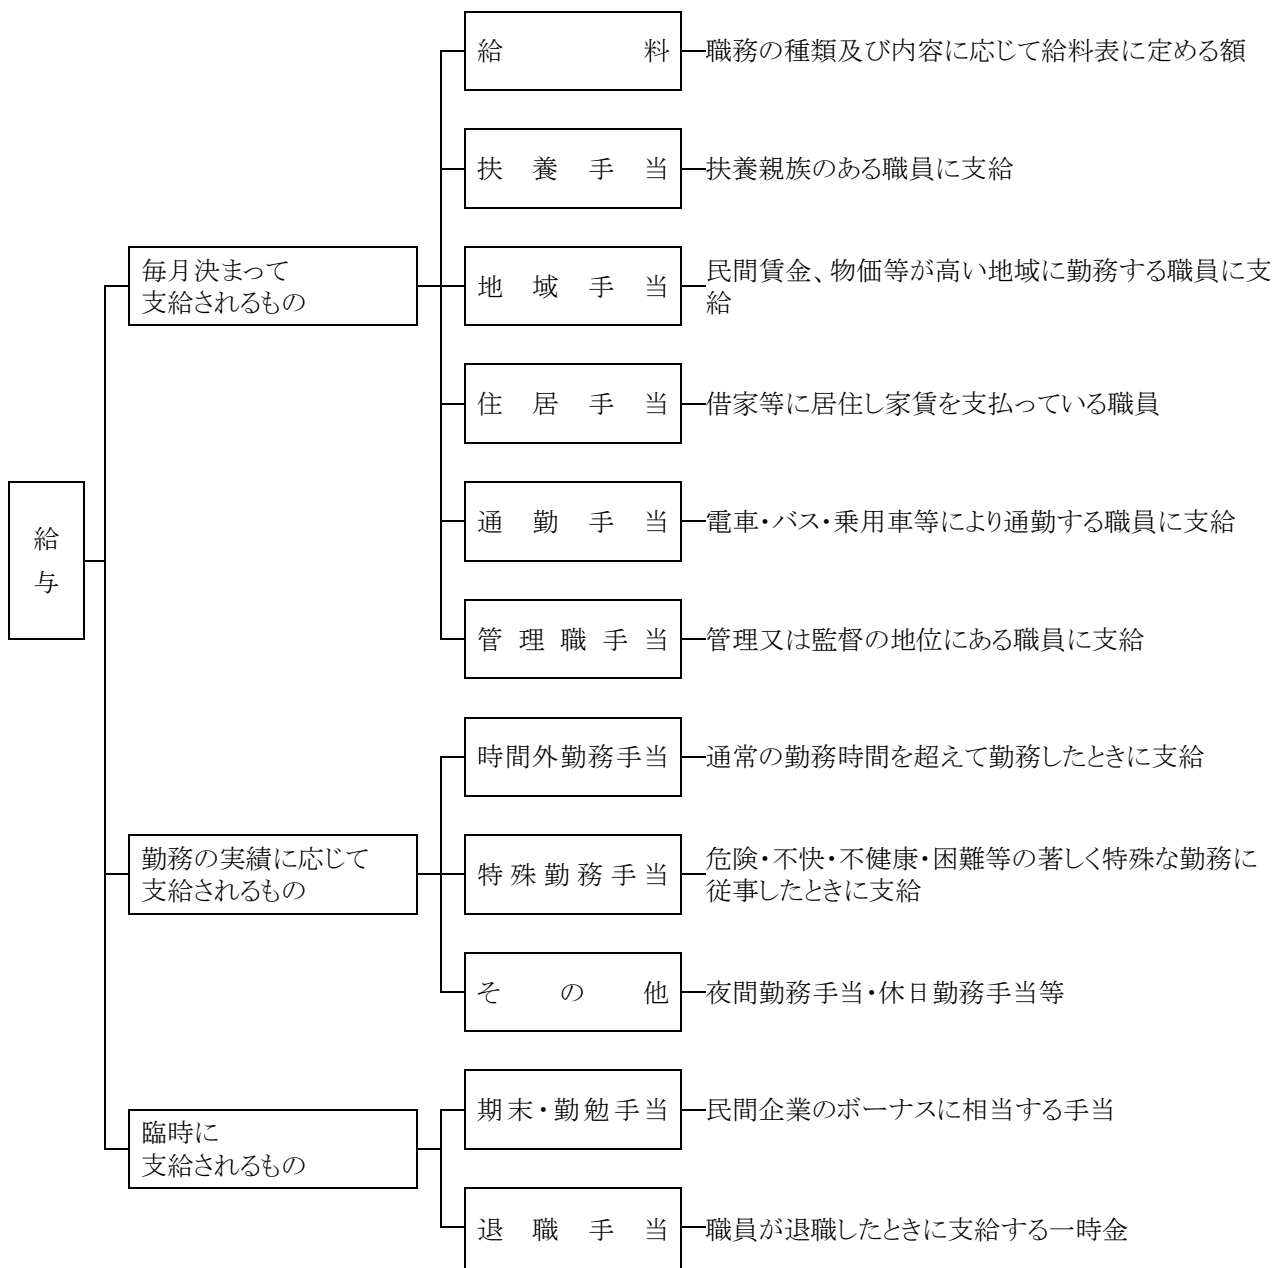 給与
毎月決まって
支給されるもの
給料
職務の種類及び内容に応じて給料表に定める額
扶養手当
扶養親族のある職員に支給
地域手当
民間賃金、物価等が高い地域に勤務する職員に支
給
住居手当
借家等に居住し家賃を支払っている職員
通勤手当
電車・バス・乗用車等により通勤する職員に支給
管理職手当
管理又は監督の地位にある職員に支給
勤務の実績に応じて
支給されるもの
時間外勤務手当
通常の勤務時間を超えて勤務したときに支給
特殊勤務手当
危険・不快・不健康・困難等の著しく特殊な勤務に
従事したときに支給
その他
夜間勤務手当・休日勤務手当等
臨時に
支給されるもの
期末・勤勉手当
民間企業のボーナスに相当する手当
退職手当
職員が退職したときに支給する一時金